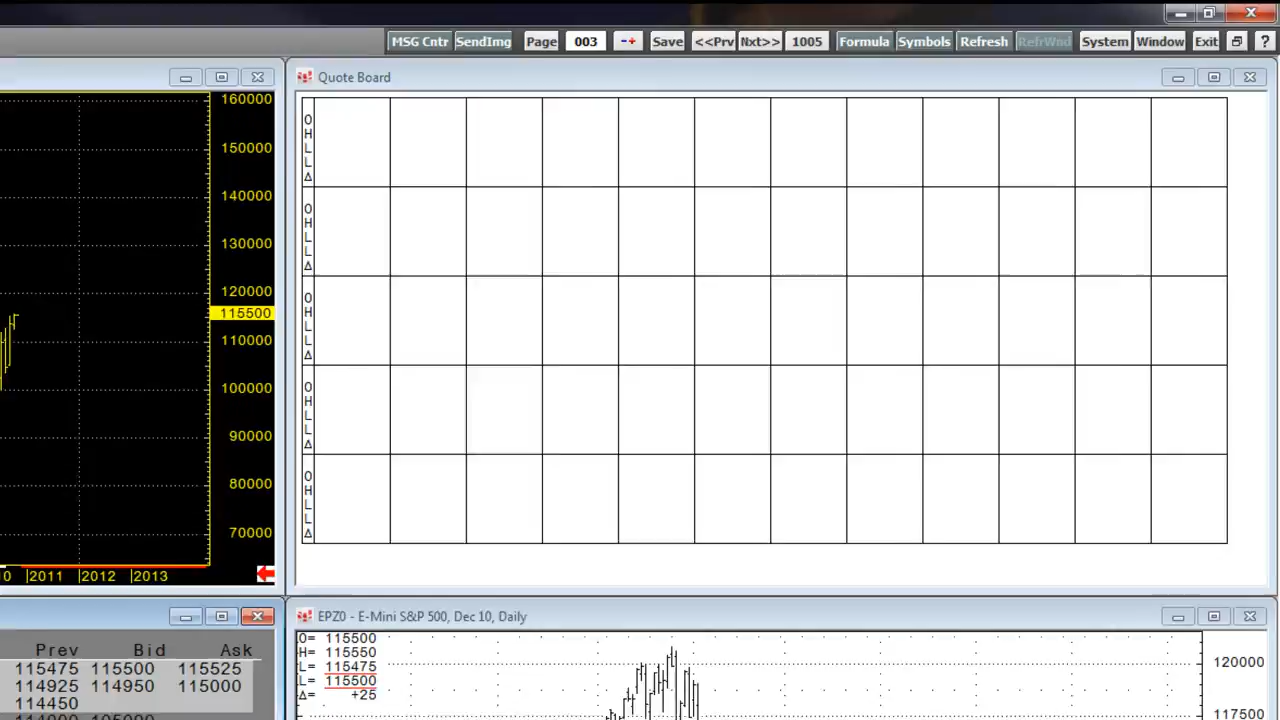 MSG Cntr SendImg Page 003 -+ Save <<Prv Nxt>> 1005 Formula Symbols Refresh RefrWnd System Window Exit ?
Quote Board
160000
150000
140000
130000
120000
115500
110000
100000
90000
80000
70000
0 2011 2012 2013
O
H
L
L
Δ
O
H
L
L
Δ
O
H
L
L
Δ
O
H
L
L
Δ
O
H
L
L
Δ
Prev Bid Ask
115475 115500 115525
114925 114950 115000
114450
EPZ0 - E-Mini S&P 500, Dec 10, Daily
O= 115500
H= 115550
L= 115475
L= 115500
Δ= +25
120000
117500